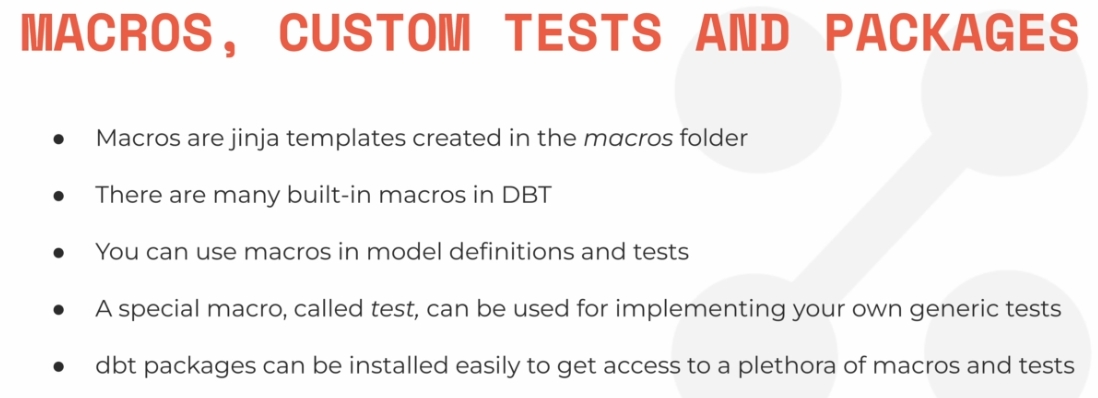 MACROS, CUSTOM TESTS AND PACKAGES
● Macros are jinja templates created in the macros folder
● There are many built-in macros in DBT
● You can use macros in model definitions and tests
● A special macro, called test, can be used for implementing your own generic tests
● dbt packages can be installed easily to get access to a plethora of macros and tests